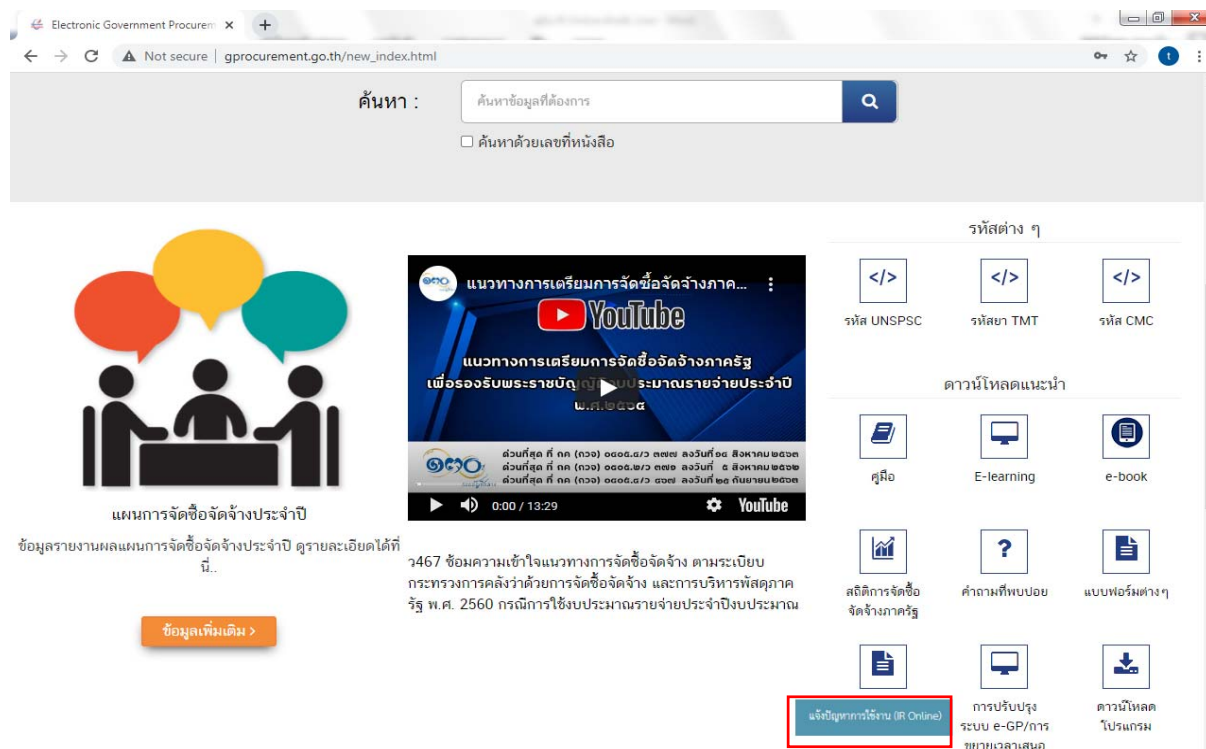 Electronic Government Procurem
Not secure
gprocurement.go.th/new_index.html
t
ค้นหา :
ค้นหาข้อมูลที่ต้องการ
ค้นหาด้วยเลขที่หนังสือ
แผนการจัดซื้อจัดจ้างประจำปี
ข้อมูลรายงานผลแผนการจัดซื้อจัดจ้างประจำปี ดูรายละเอียดได้ที่
นี่..
ข้อมูลเพิ่มเติม >
แนวทางการเตรียมการจัดซื้อจัดจ้างภาค...
YouTube
แนวทางการเตรียมการจัดซื้อจัดจ้างภาครัฐ
0:00 / 13:29
YouTube
ว467 ซ้อมความเข้าใจแนวทางการจัดซื้อจัดจ้าง ตามระเบียบ
กระทรวงการคลังว่าด้วยการจัดซื้อจัดจ้าง และการบริหารพัสดุภาค
รัฐ พ.ศ. 2560 กรณีการใช้งบประมาณรายจ่ายประจำปีงบประมาณ
รหัสต่าง ๆ
</>
</>
</>
รหัส UNSPSC
รหัสยา TMT
รหัส CMC
ดาวน์โหลดแนะนำ
คู่มือ
E-learning
e-book
?
สถิติการจัดซื้อ
จัดจ้างภาครัฐ
คำถามที่พบบ่อย
แบบฟอร์มต่างๆ
แจ้งปัญหาการใช้งาน (IR Online)
การปรับปรุง
ระบบ e-GP/การ
ขยายเวลาเสนอ
ดาวน์โหลด
โปรแกรม